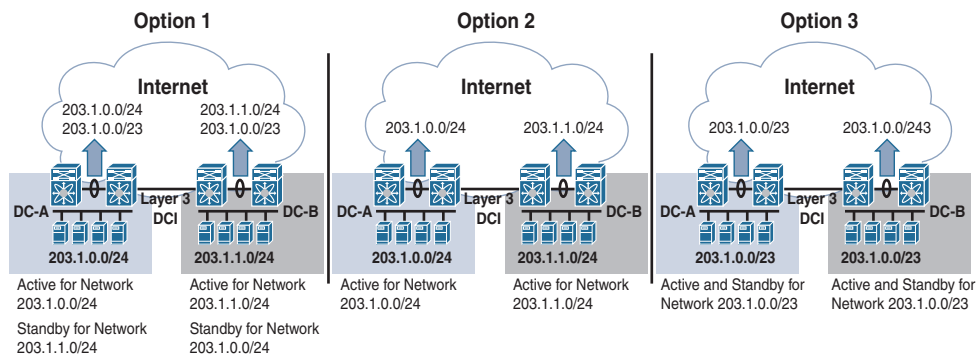 Option 1
Internet
203.1.0.0/24
203.1.0.0/23
203.1.1.0/24
203.1.0.0/23
DC-A
Layer 3
DCI
DC-B
203.1.0.0/24
203.1.1.0/24
Active for Network
203.1.0.0/24
Standby for Network
203.1.1.0/24
Active for Network
203.1.1.0/24
Standby for Network
203.1.0.0/24
Option 2
Internet
203.1.0.0/24
203.1.1.0/24
DC-A
Layer 3
DCI
DC-B
203.1.0.0/24
203.1.1.0/24
Active for Network
203.1.0.0/24
Active for Network
203.1.1.0/24
Option 3
Internet
203.1.0.0/23
203.1.0.0/243
DC-A
Layer 3
DCI
DC-B
203.1.0.0/23
203.1.0.0/23
Active and Standby for
Network 203.1.0.0/23
Active and Standby for
Network 203.1.0.0/23